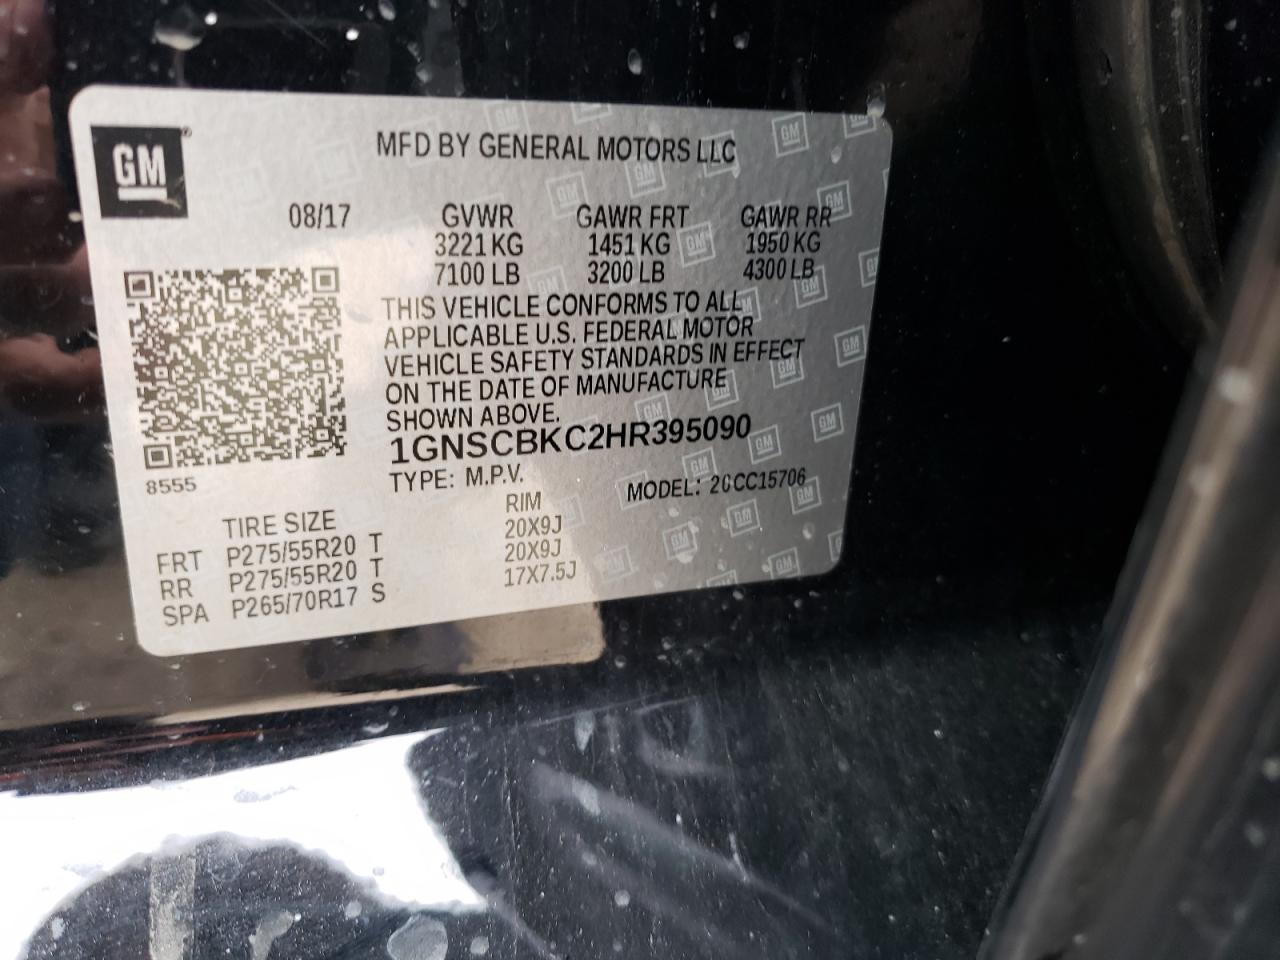 GM
MFD BY GENERAL MOTORS LLC
08/17 GVWR GAWR FRT GAWR RR
3221 KG 1451 KG 1950 KG
7100 LB 3200 LB 4300 LB
THIS VEHICLE CONFORMS TO ALL
APPLICABLE U.S. FEDERAL MOTOR
VEHICLE SAFETY STANDARDS IN EFFECT
ON THE DATE OF MANUFACTURE
SHOWN ABOVE.
1GNSCBKC2HR395090
8555
TYPE: M.P.V. MODEL:
TIRE SIZE RIM
FRT P275/55R20 T 20X9J
RR P275/55R20 T 20X9J
SPA P265/70R17 S 17X7.5J